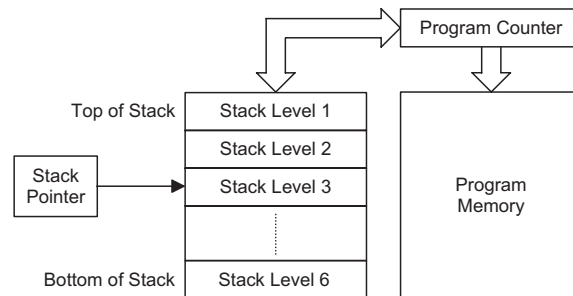 Program Counter
Top of Stack
Stack Level 1
Stack Level 2
Stack
Pointer
Stack Level 3
Program
Memory
Bottom of Stack
Stack Level 6